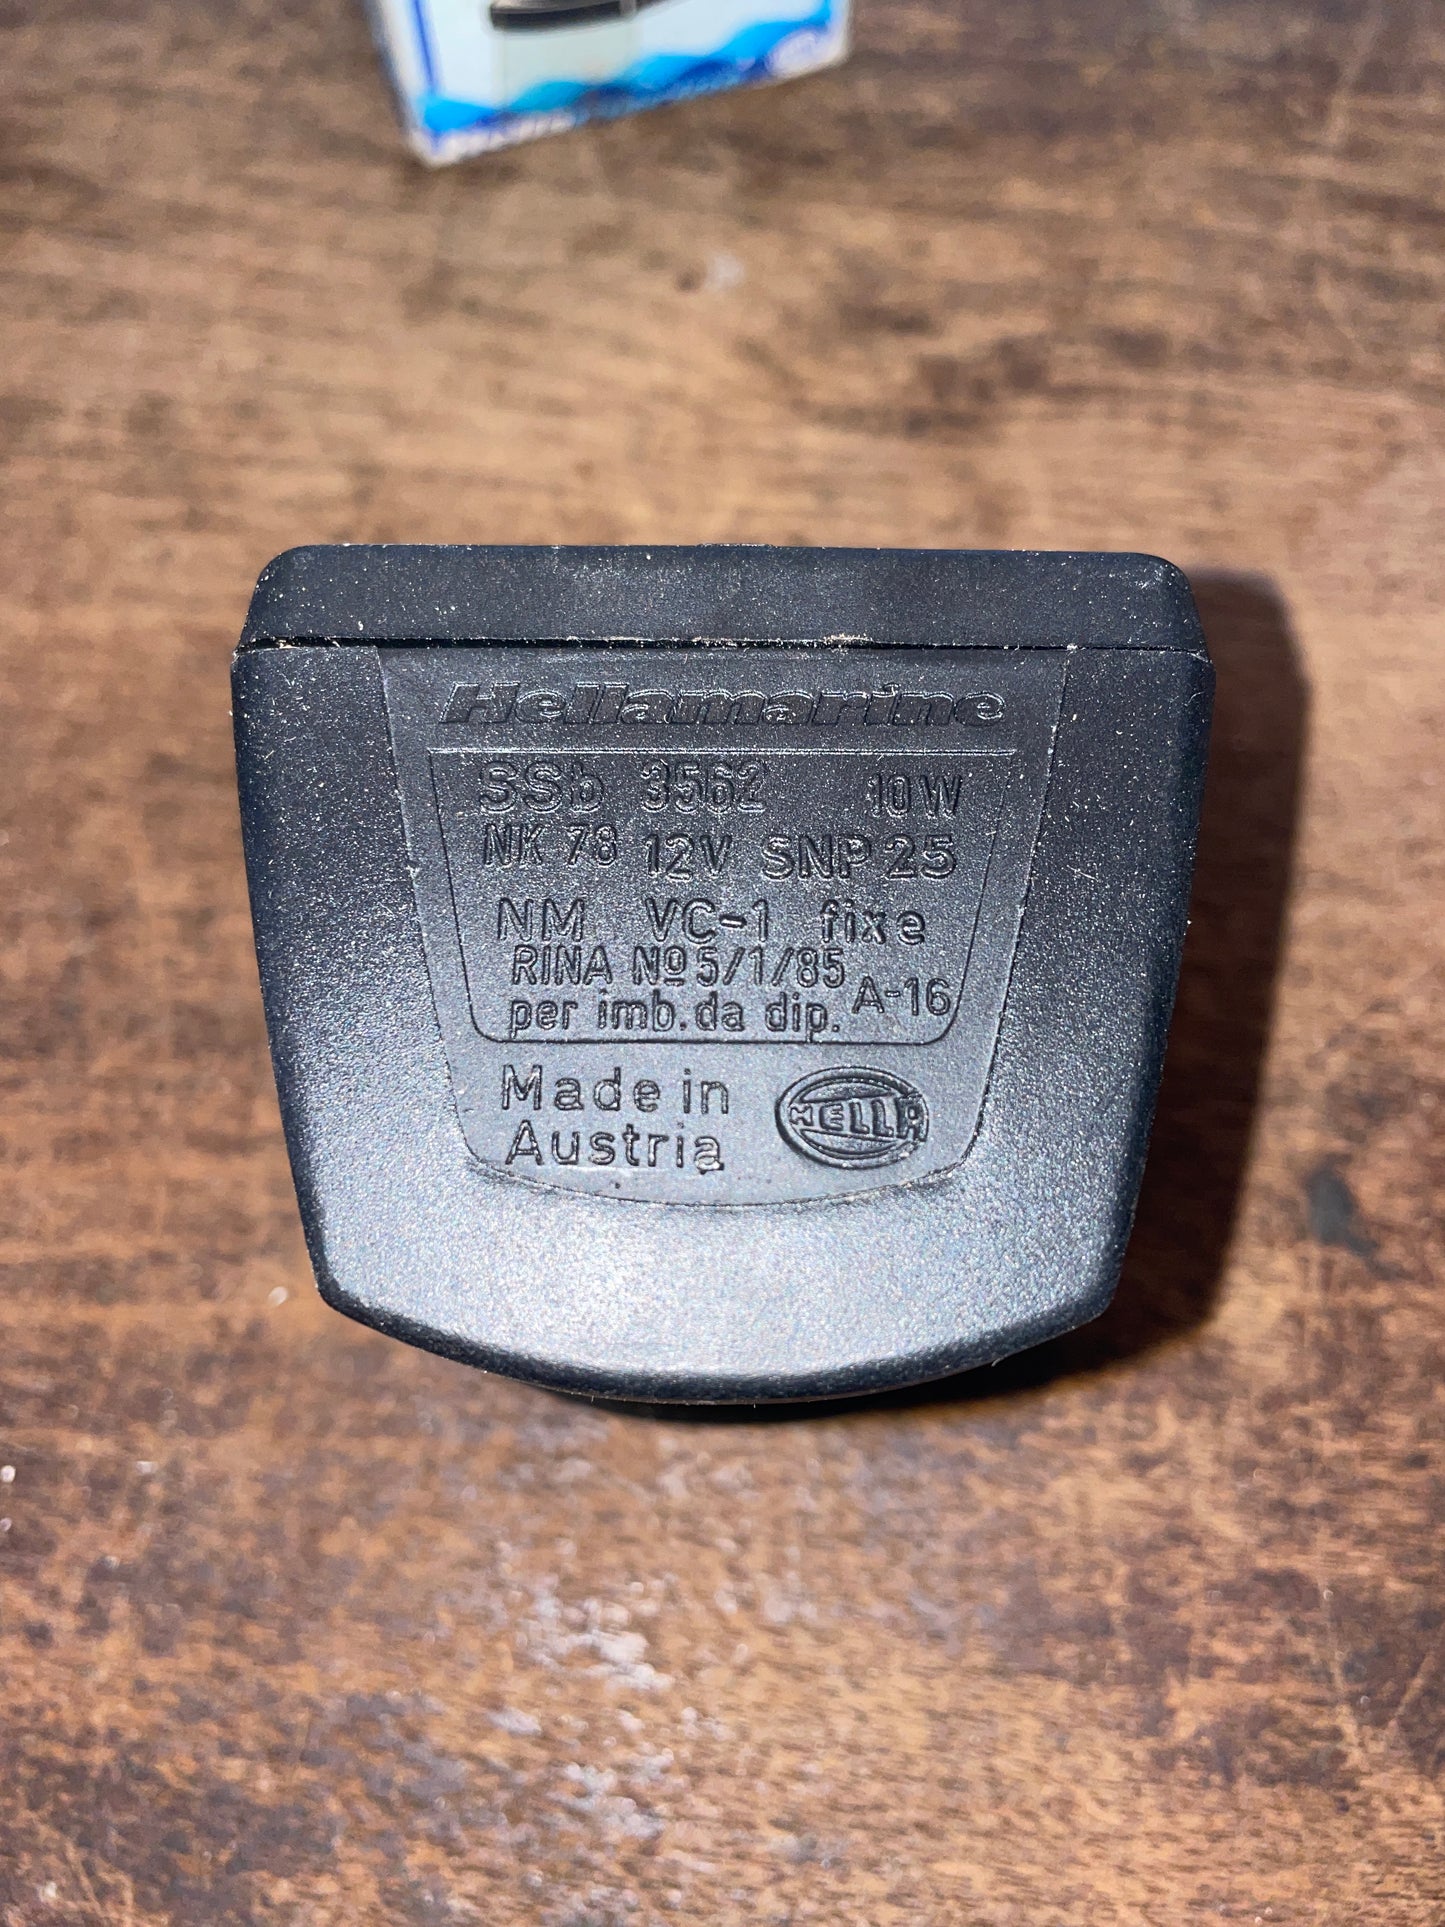 Hellamarine
SSb 3562 10W
NK 78 12V SNP 25
NM VC-1 fixe
RINA Nº 5/1/85 A-16
per imb. da dip.
Made in
Austria
HELLA